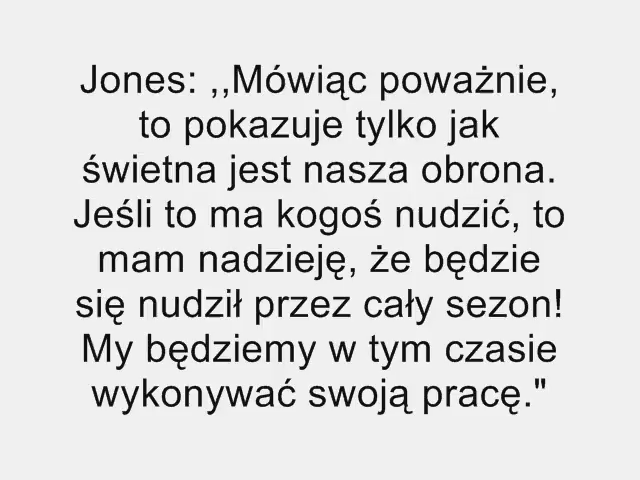 Jones: ,,Mówiąc poważnie,
to pokazuje tylko jak
świetna jest nasza obrona.
Jeśli to ma kogoś nudzić, to
mam nadzieję, że będzie
się nudził przez cały sezon!
My będziemy w tym czasie
wykonywać swoją pracę."